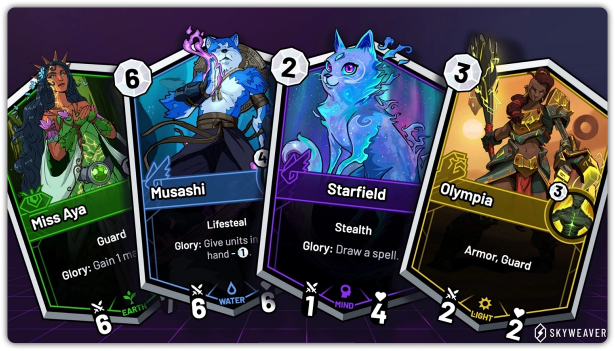 Miss Aya
Guard
Glory: Gain 1
EARTH
6
6
Musashi
4
Lifesteal
Glory: Give units in
hand - 1
WATER
6
6
2
Starfield
Stealth
Glory: Draw a spell.
MIND
1
4
3
Olympia
3
Armor, Guard
LIGHT
2
2
SKYWEAVER